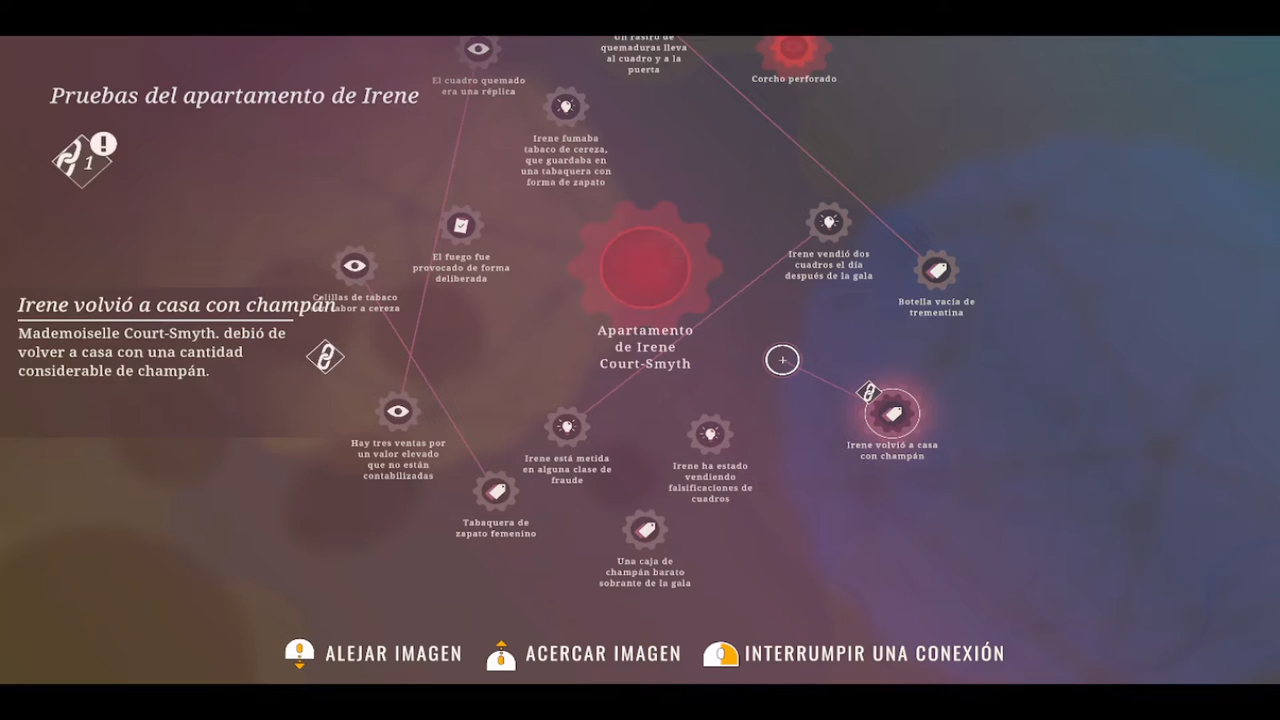 Un rastro de
quemaduras lleva
al cuadro y a la
puerta
El cuadro quemado
era una réplica
Corcho perforado
Pruebas del apartamento de Irene
1
Irene fumaba
tabaco de cereza,
que guardaba en
una tabaquera con
forma de zapato
El fuego fue
provocado de forma
deliberada
Irene vendió dos
cuadros el día
después de la gala
Botella vacía de
trementina
Colillas de tabaco
sabor a cereza
Irene volvió a casa con champán
Mademoiselle Court-Smyth. debió de
volver a casa con una cantidad
considerable de champán.
Apartamento
de Irene
Court-Smyth
Hay tres ventas por
un valor elevado
que no están
contabilizadas
Irene está metida
en alguna clase de
fraude
Irene ha estado
vendiendo
falsificaciones de
cuadros
Irene volvió a casa
con champán
Tabaquera de
zapato femenino
Una caja de
champán barato
sobrante de la gala
ALEJAR IMAGEN
ACERCAR IMAGEN
INTERRUMPIR UNA CONEXIÓN